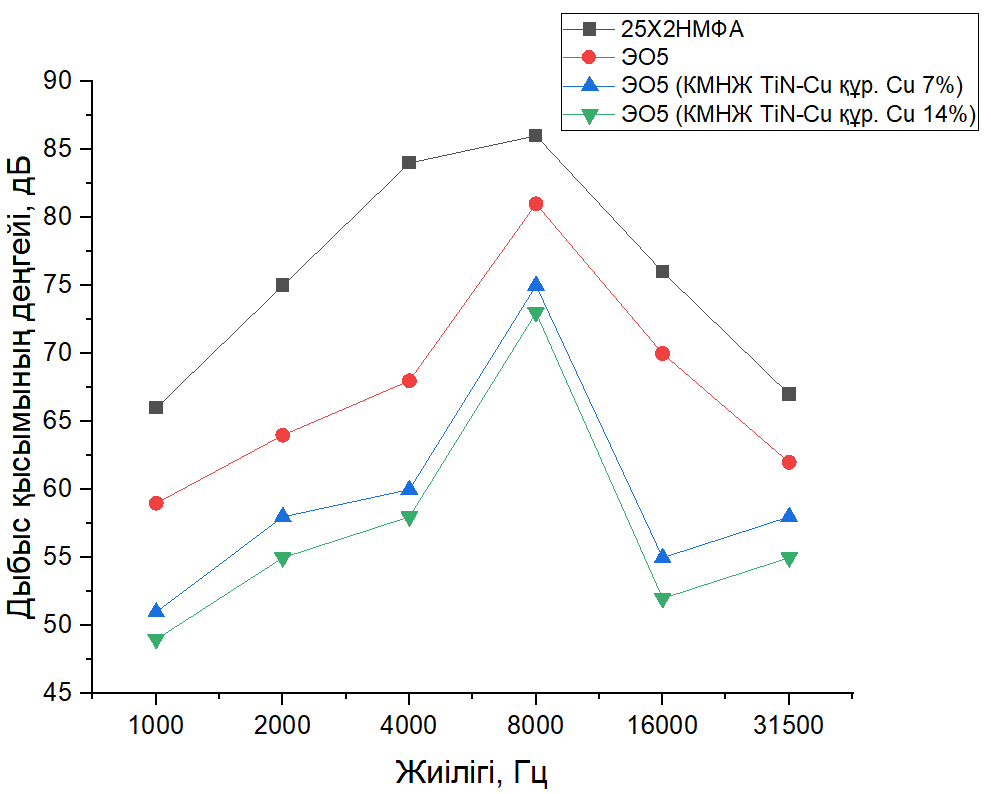 25Х2НМФА
ЭО5
ЭО5 (КМНЖ TiN-Cu құр. Cu 7%)
ЭО5 (КМНЖ TiN-Cu құр. Cu 14%)
Дыбыс қысымының деңгейі, дБ
90
85
80
75
70
65
60
55
50
45
1000 2000 4000 8000 16000 31500
Жиілігі, Гц